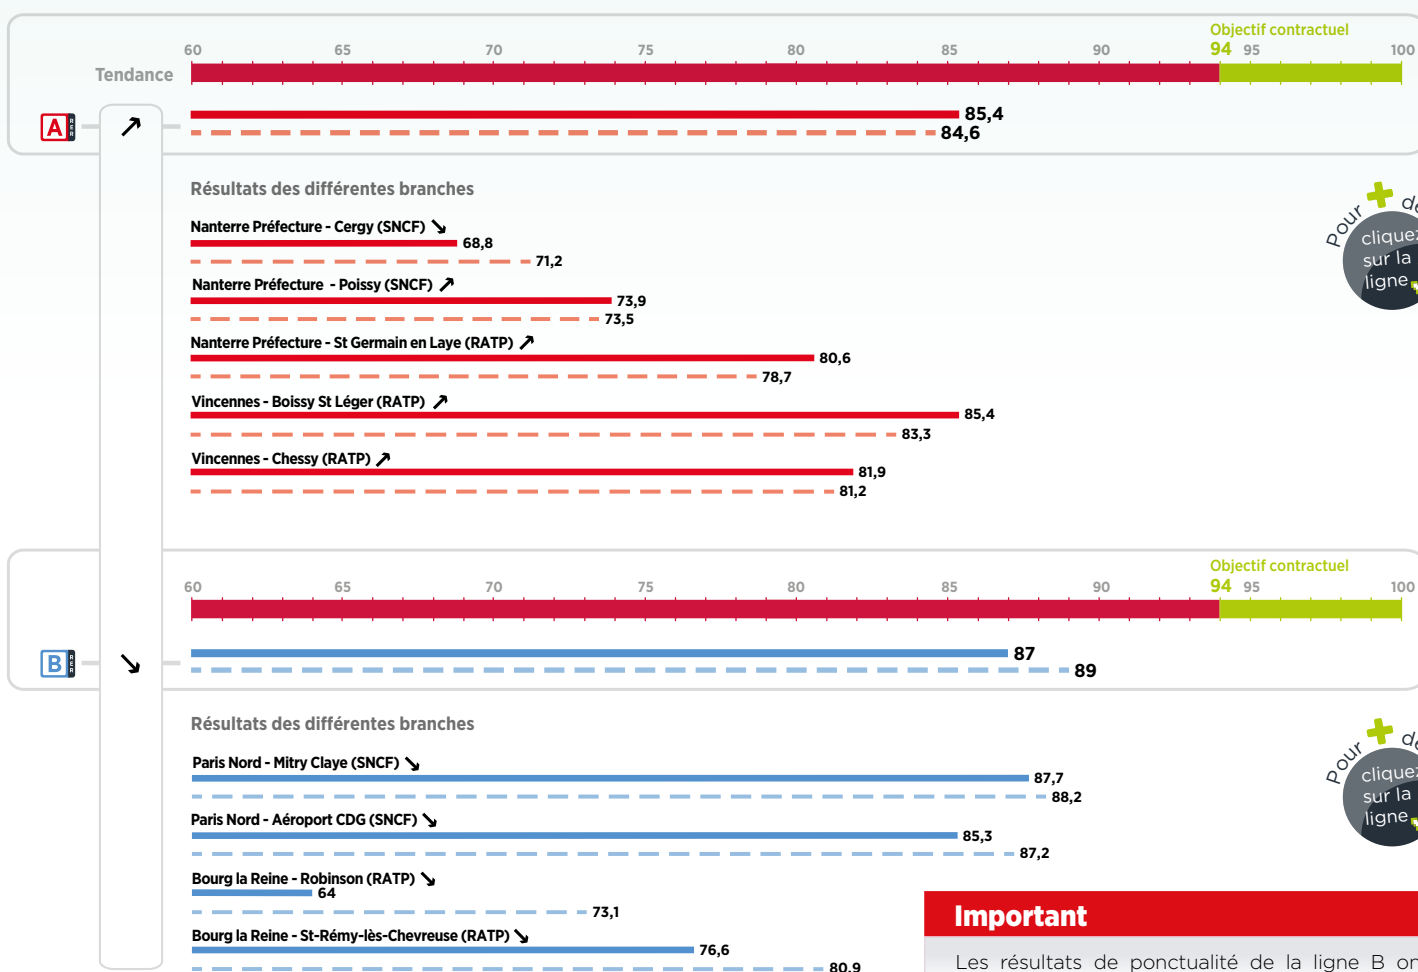 Objectif contractuel
60 65 70 75 80 85 90 94 95 100
Tendance
A RER
85,4
84,6
Résultats des différentes branches
Nanterre Préfecture - Cergy (SNCF)
68,8
71,2
Nanterre Préfecture - Poissy (SNCF)
73,9
73,5
Nanterre Préfecture - St Germain en Laye (RATP)
80,6
78,7
Vincennes - Boissy St Léger (RATP)
85,4
83,3
Vincennes - Chessy (RATP)
81,9
81,2
Pour + de
cliquez
sur la
ligne
Objectif contractuel
60 65 70 75 80 85 90 94 95 100
B RER
87
89
Résultats des différentes branches
Paris Nord - Mitry Claye (SNCF)
87,7
88,2
Paris Nord - Aéroport CDG (SNCF)
85,3
87,2
Bourg la Reine - Robinson (RATP)
64
73,1
Bourg la Reine - St-Rémy-lès-Chevreuse (RATP)
76,6
80,9
Pour + de
cliquez
sur la
ligne
Important
Les résultats de ponctualité de la ligne B on